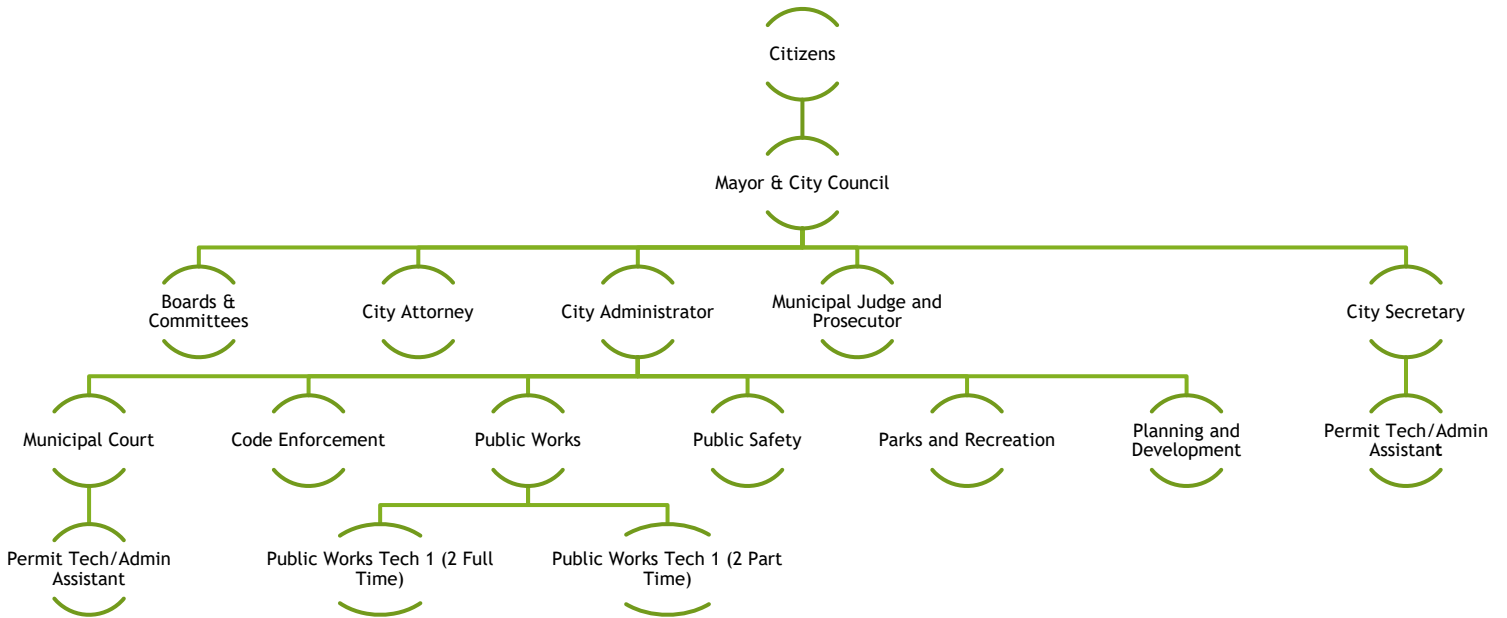 Citizens
Mayor & City Council
Boards &
Committees
City Attorney
City Administrator
Municipal Judge and
Prosecutor
City Secretary
Municipal Court
Code Enforcement
Public Works
Public Safety
Parks and Recreation
Planning and
Development
Permit Tech/Admin
Assistant
Permit Tech/Admin
Assistant
Public Works Tech 1 (2 Full
Time)
Public Works Tech 1 (2 Part
Time)